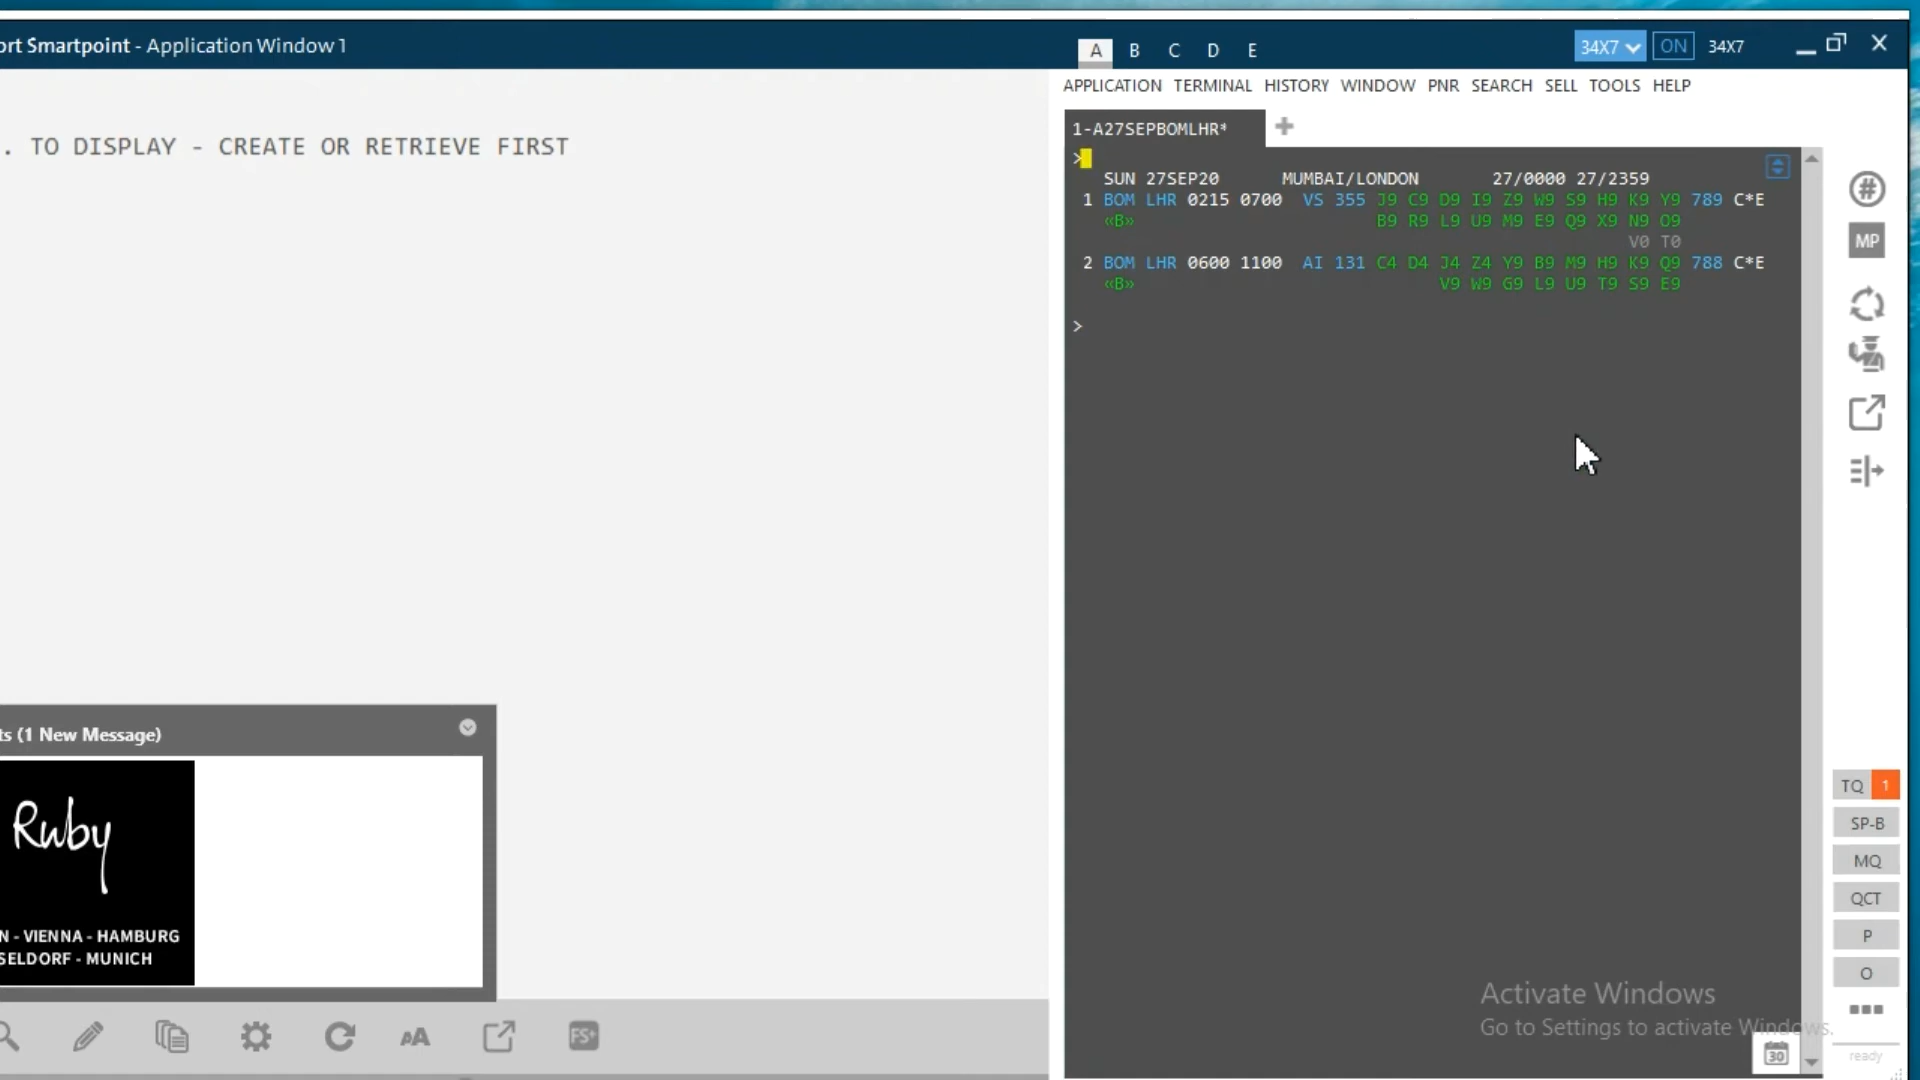 ort Smartpoint - Application Window 1
A B C D E
34X7 ON 34X7
APPLICATION TERMINAL HISTORY WINDOW PNR SEARCH SELL TOOLS HELP
. TO DISPLAY - CREATE OR RETRIEVE FIRST
1-A27SEPBOMLHR*
>
SUN 27SEP20 MUMBAI/LONDON 27/0000 27/2359
1 BOM LHR 0215 0700 VS 355 J9 C9 D9 I9 Z9 W9 S9 H9 K9 Y9 789 C*E
«B» B9 R9 L9 U9 M9 E9 Q9 X9 N9 O9
V0 T0
2 BOM LHR 0600 1100 AI 131 C4 D4 J4 Z4 Y9 B9 M9 H9 K9 Q9 788 C*E
«B» V9 W9 G9 L9 U9 T9 S9 E9
>
#
MP
ts (1 New Message)
Ruby
N - VIENNA - HAMBURG
SELDORF - MUNICH
TQ 1
SP-B
MQ
QCT
P
O
Activate Windows
Go to Settings to activate Windows.
AA
FS+
30
ready